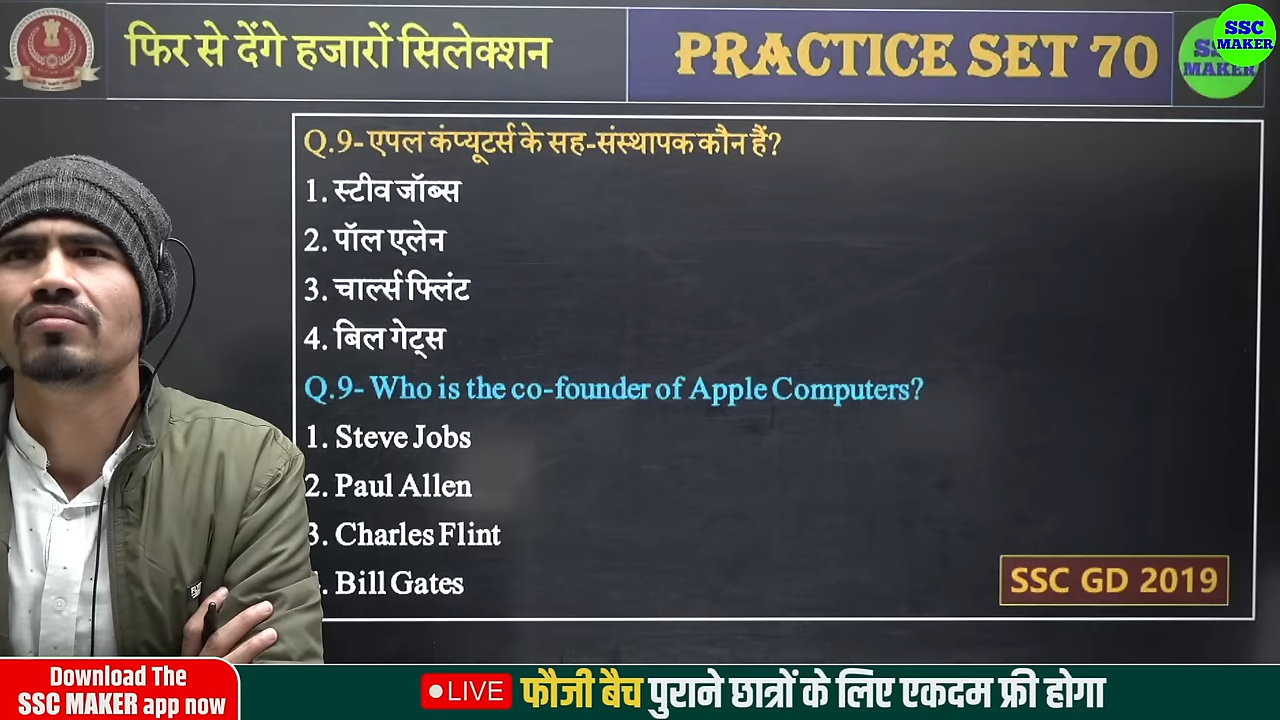 फिर से देंगे हजारों सिलेक्शन
PRACTICE SET 70
SSC
MAKER
Q.9- एपल कंप्यूटर्स के सह-संस्थापक कौन हैं?
1. स्टीव जॉब्स
2. पॉल एलेन
3. चार्ल्स फ्लिंट
4. बिल गेट्स
Q.9- Who is the co-founder of Apple Computers?
1. Steve Jobs
2. Paul Allen
3. Charles Flint
. Bill Gates
SSC GD 2019
Download The
SSC MAKER app now
LIVE
फौजी बैच पुराने छात्रों के लिए एकदम फ्री होगा